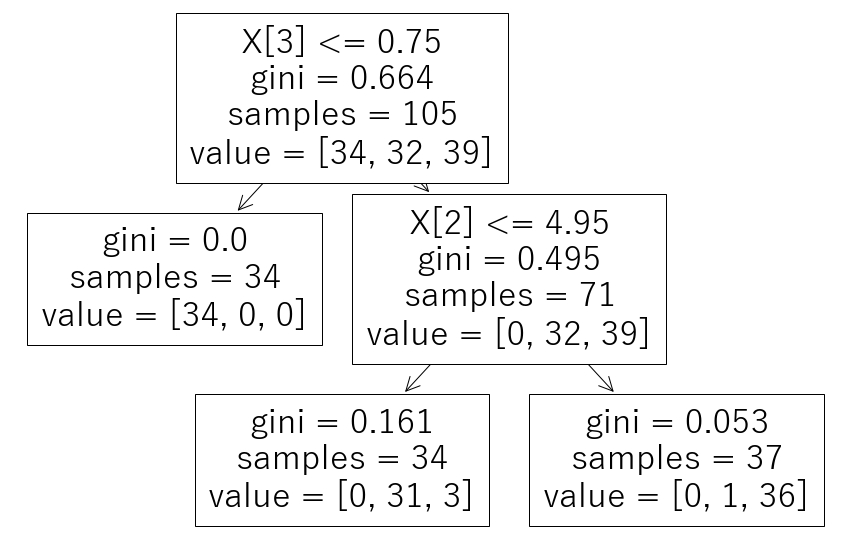 X[3] <= 0.75
gini = 0.664
samples = 105
value = [34, 32, 39]
gini = 0.0
samples = 34
value = [34, 0, 0]
X[2] <= 4.95
gini = 0.495
samples = 71
value = [0, 32, 39]
gini = 0.161
samples = 34
value = [0, 31, 3]
gini = 0.053
samples = 37
value = [0, 1, 36]